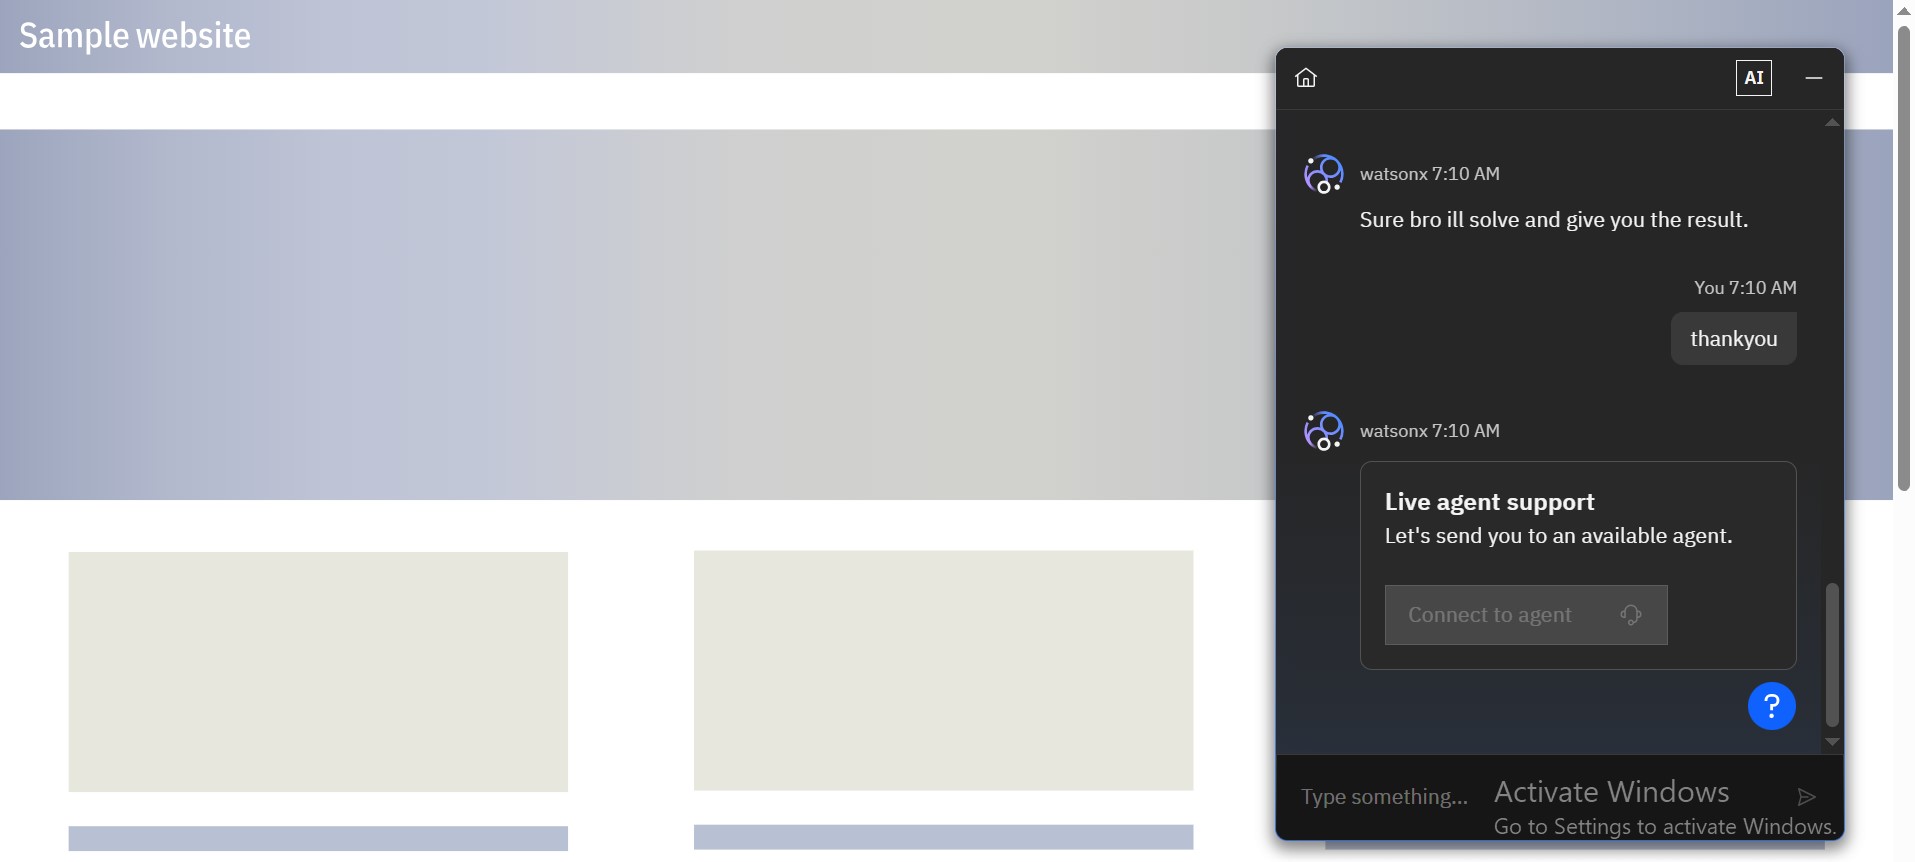 Sample website
AI
watsonx 7:10 AM
Sure bro ill solve and give you the result.
You 7:10 AM
thankyou
watsonx 7:10 AM
Live agent support
Let's send you to an available agent.
Connect to agent
?
Type something...
Activate Windows
Go to Settings to activate Windows.